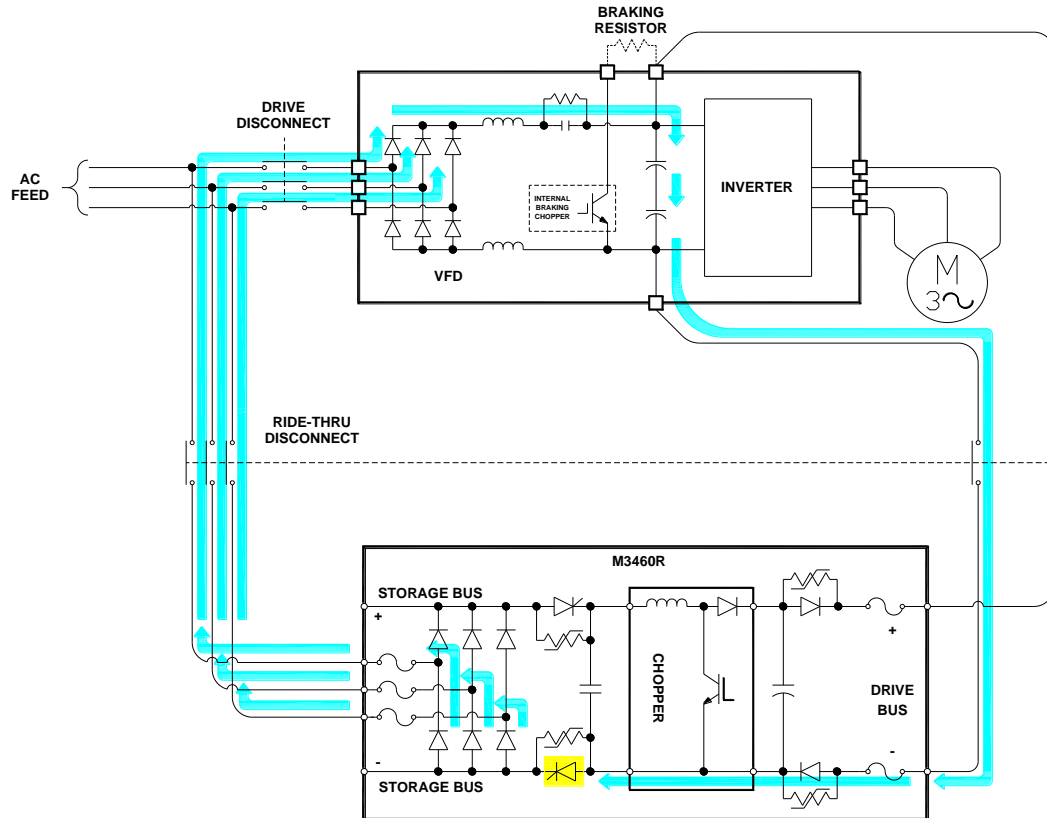 BRAKING
RESISTOR
DRIVE
DISCONNECT
AC
FEED
INTERNAL
BRAKING
CHOPPER
INVERTER
VFD
M
3
RIDE-THRU
DISCONNECT
M3460R
STORAGE BUS
+
CHOPPER
+
DRIVE
BUS
-
-
STORAGE BUS